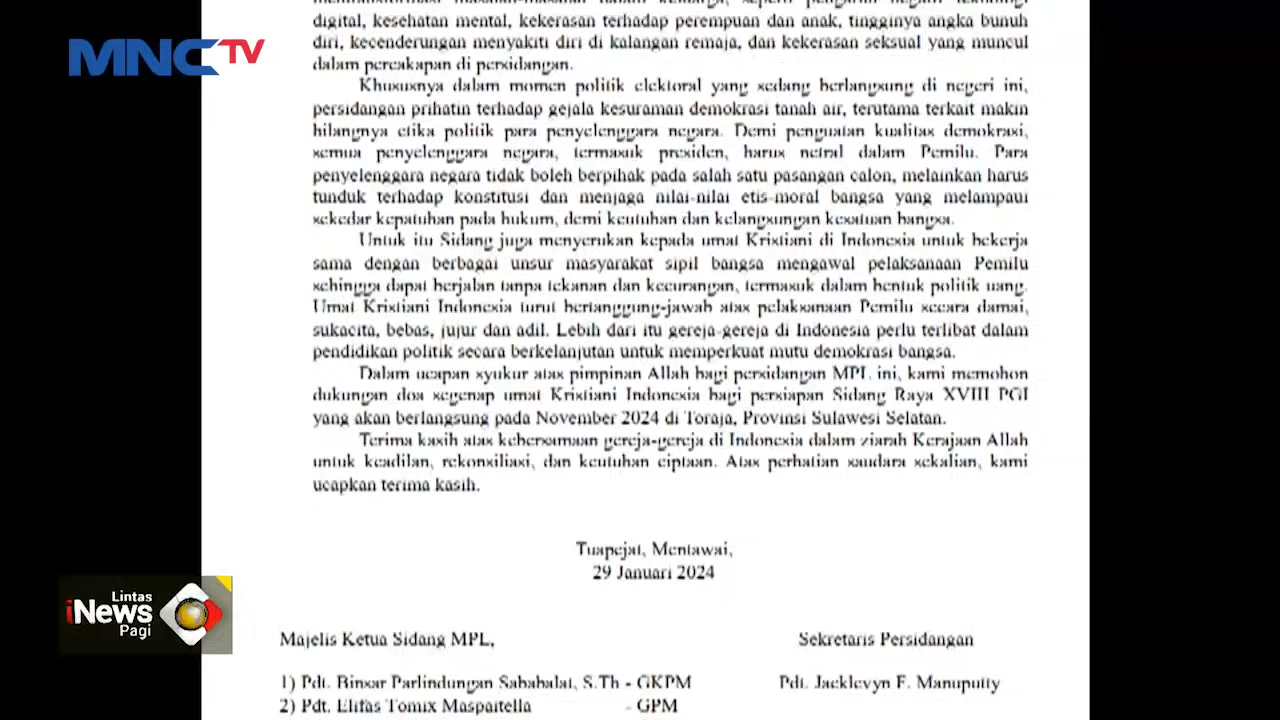 digital, kesehatan mental, kekerasan terhadap perempuan dan anak, tingginya angka bunuh
MNCTV
diri, kecenderungan menyakiti diri di kalangan remaja, dan kekerasan seksual yang muncul
dalam percakapan di persidangan.
Khususnya dalam momen politik elektoral yang sedang berlangsung di negeri ini,
persidangan prihatin terhadap gejala kesuraman demokrasi tanah air, terutama terkait makin
hilangnya etika politik para penyelenggara negara. Demi penguatan kualitas demokrasi,
semua penyelenggara negara, termasuk presiden, harus netral dalam Pemilu. Para
penyelenggara negara tidak boleh berpihak pada salah satu pasangan calon, melainkan harus
tunduk terhadap konstitusi dan menjaga nilai-nilai etis-moral bangsa yang melampaui
sekedar kepatuhan pada hukum, demi keutuhan dan kelangsungan kesatuan bangsa.
Untuk itu Sidang juga menyerukan kepada umat Kristiani di Indonesia untuk bekerja
sama dengan berbagai unsur masyarakat sipil bangsa mengawal pelaksanaan Pemilu
sehingga dapat berjalan tanpa tekanan dan kecurangan, termasuk dalam bentuk politik uang.
Umat Kristiani Indonesia turut bertanggung-jawab atas pelaksanaan Pemilu secara damai,
sukacita, bebas, jujur dan adil. Lebih dari itu gereja-gereja di Indonesia perlu terlibat dalam
pendidikan politik secara berkelanjutan untuk memperkuat mutu demokrasi bangsa.
Dalam ucapan syukur atas pimpinan Allah bagi persidangan MPL ini, kami memohon
dukungan doa segenap umat Kristiani Indonesia bagi persiapan Sidang Raya XVIII PGI
yang akan berlangsung pada November 2024 di Toraja, Provinsi Sulawesi Selatan.
Terima kasih atas kebersamaan gereja-gereja di Indonesia dalam ziarah Kerajaan Allah
untuk keadilan, rekonsiliasi, dan keutuhan ciptaan. Atas perhatian saudara sekalian, kami
ucapkan terima kasih.
Tuapejat, Mentawai,
29 Januari 2024
Lintas
iNews
Pagi
Majelis Ketua Sidang MPL, Sekretaris Persidangan
1) Pdt. Binsar Parlindungan Sababalat, S.Th - GKPM Pdt. Jacklevyn F. Manuputty
2) Pdt. Elifas Tomix Maspaitella - GPM